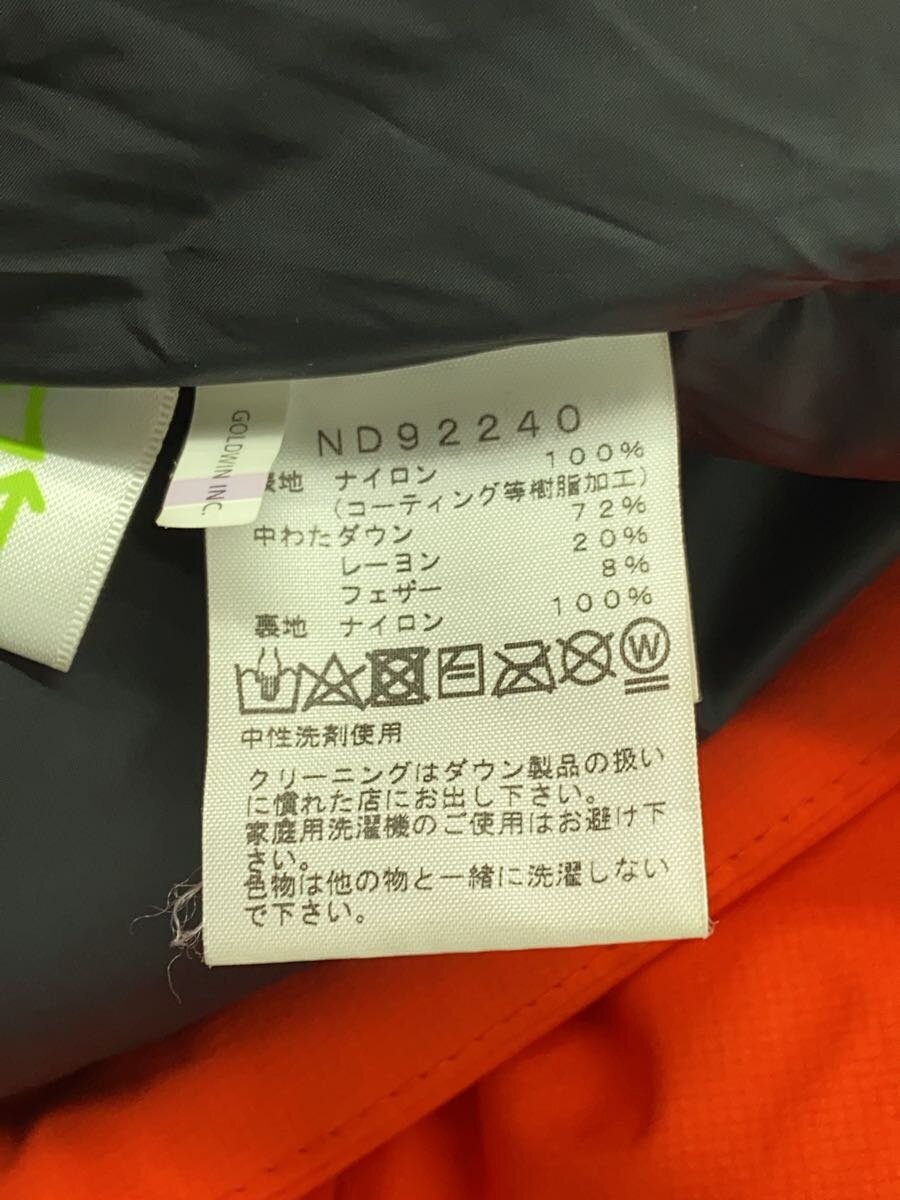 GOLDWIN INC
ND92240
表地 ナイロン 100%
(コーティング等樹脂加工)
中わたダウン 72%
レーヨン 20%
フェザー 8%
裏地 ナイロン 100%
W
中性洗剤使用
クリーニングはダウン製品の扱い
に慣れた店にお出し下さい。
家庭用洗濯機のご使用はお避け下
さい。
色物は他の物と一緒に洗濯しない
で下さい。